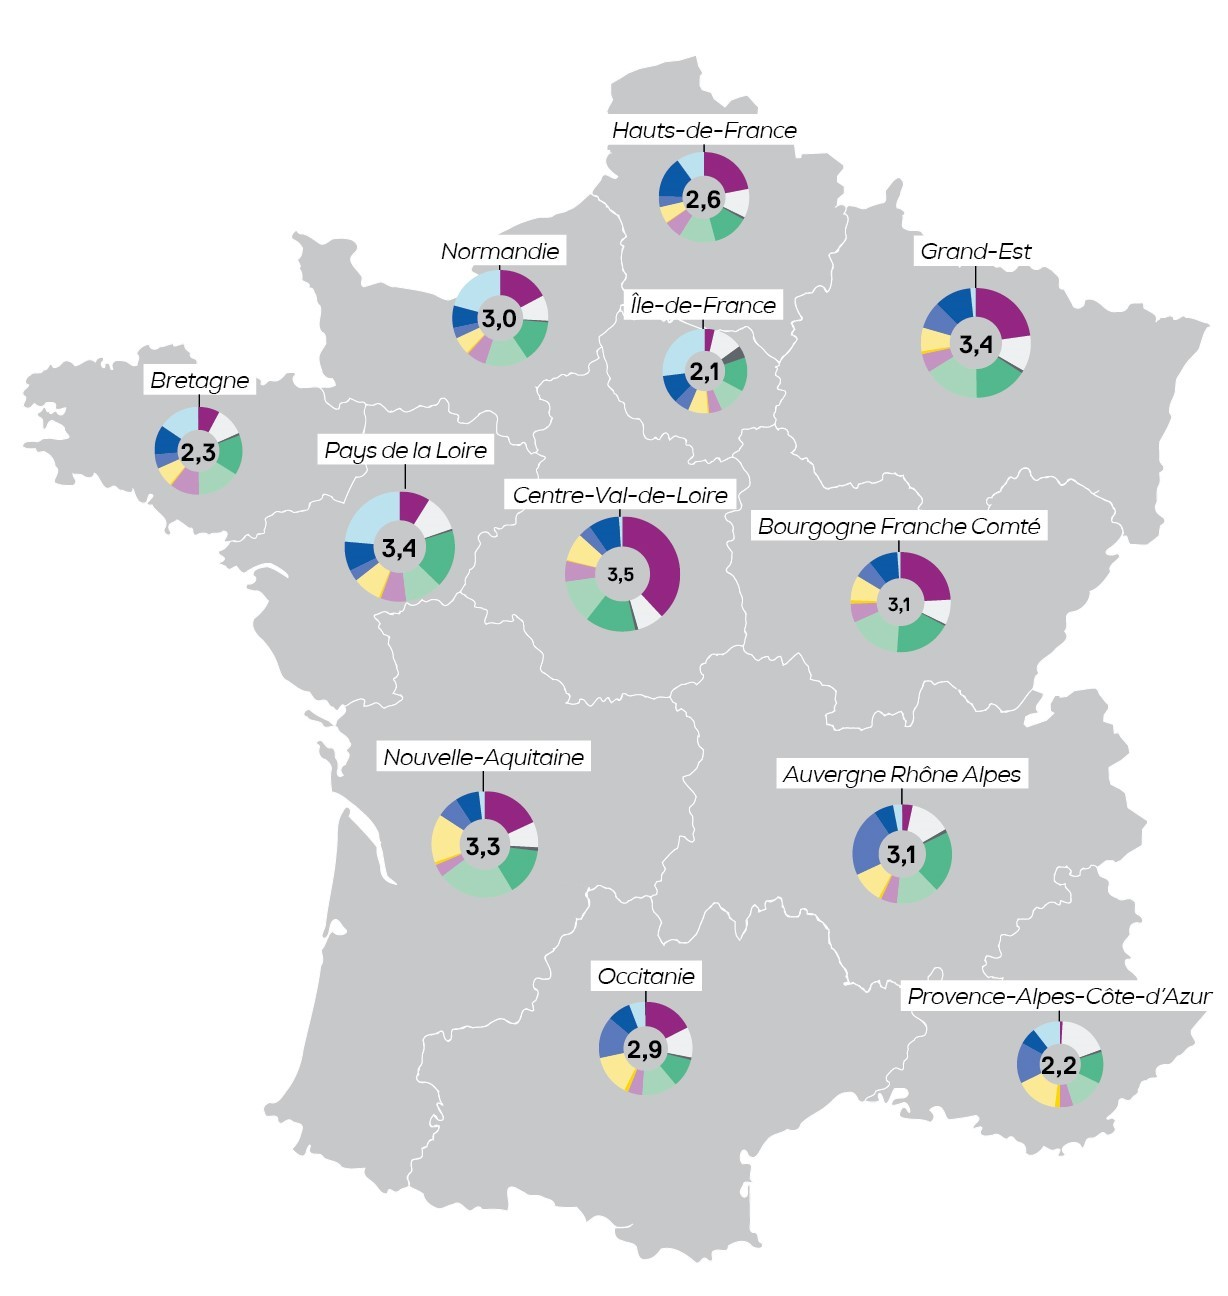 Hauts-de-France
2,6
Normandie
3,0
Grand-Est
3,4
Île-de-France
2,1
Bretagne
2,3
Pays de la Loire
3,4
Centre-Val-de-Loire
3,5
Bourgogne Franche Comté
3,1
Nouvelle-Aquitaine
3,3
Auvergne Rhône Alpes
3,1
Occitanie
2,9
Provence-Alpes-Côte-d'Azur
2,2